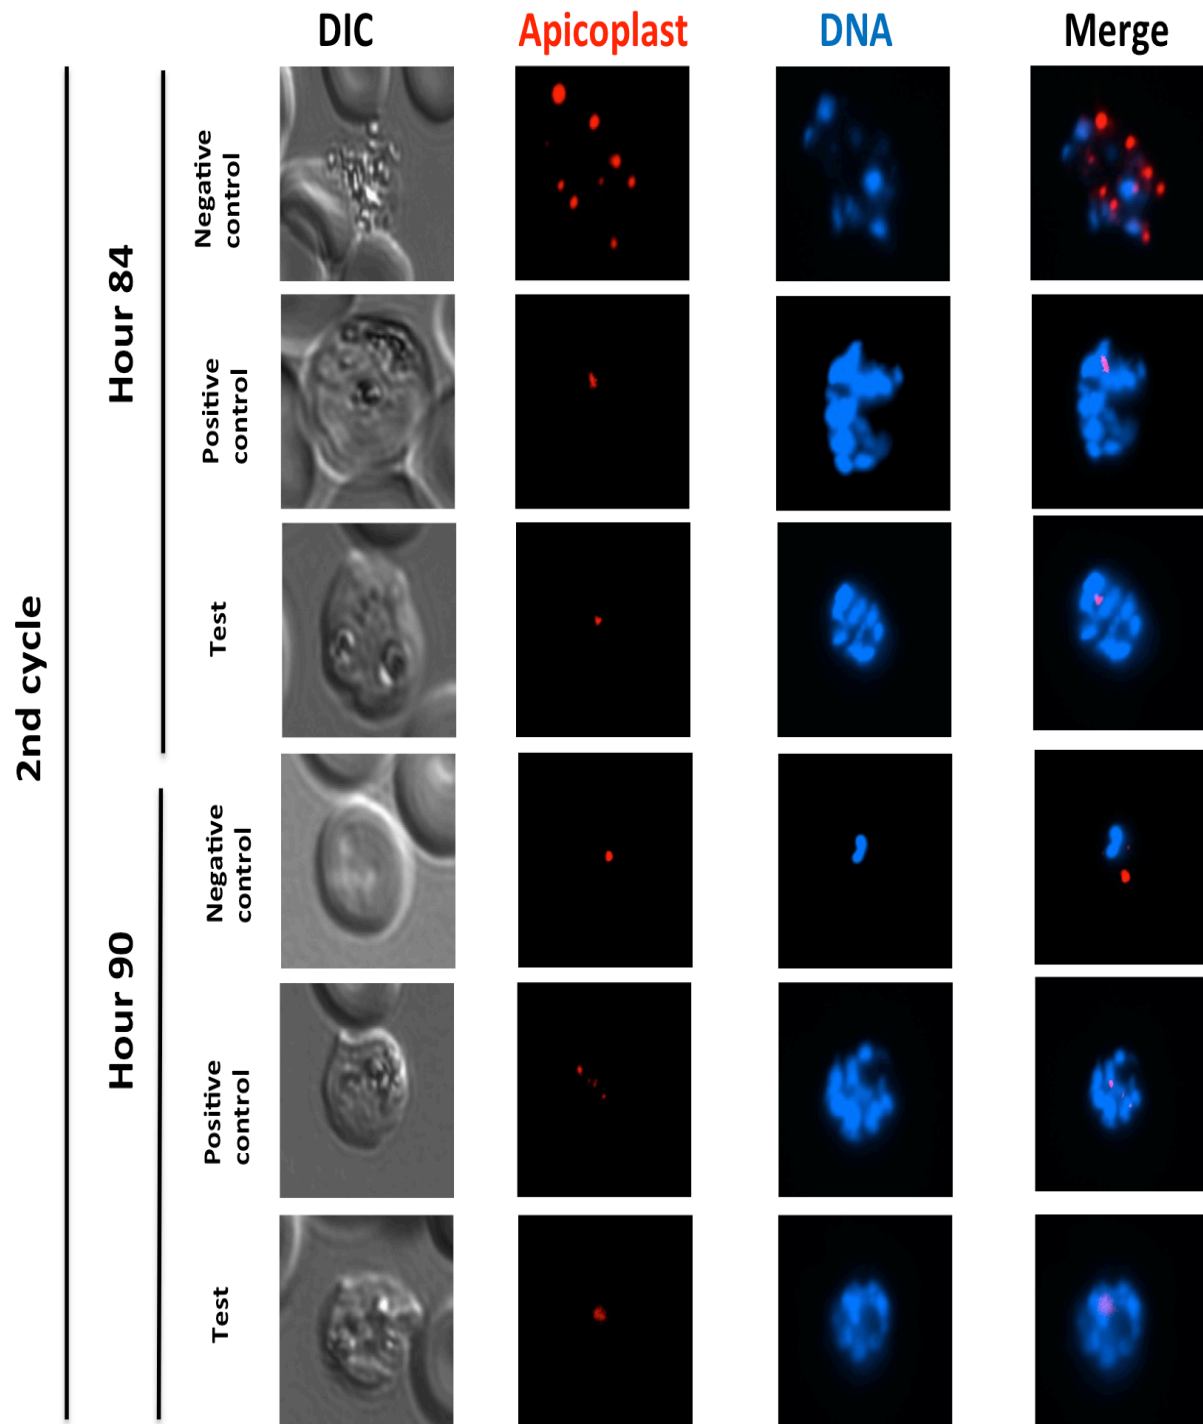 DIC Apicoplast DNA Merge
2nd cycle
Hour 84
Negative
control
Positive
control
Test
Hour 90
Negative
control
Positive
control
Test